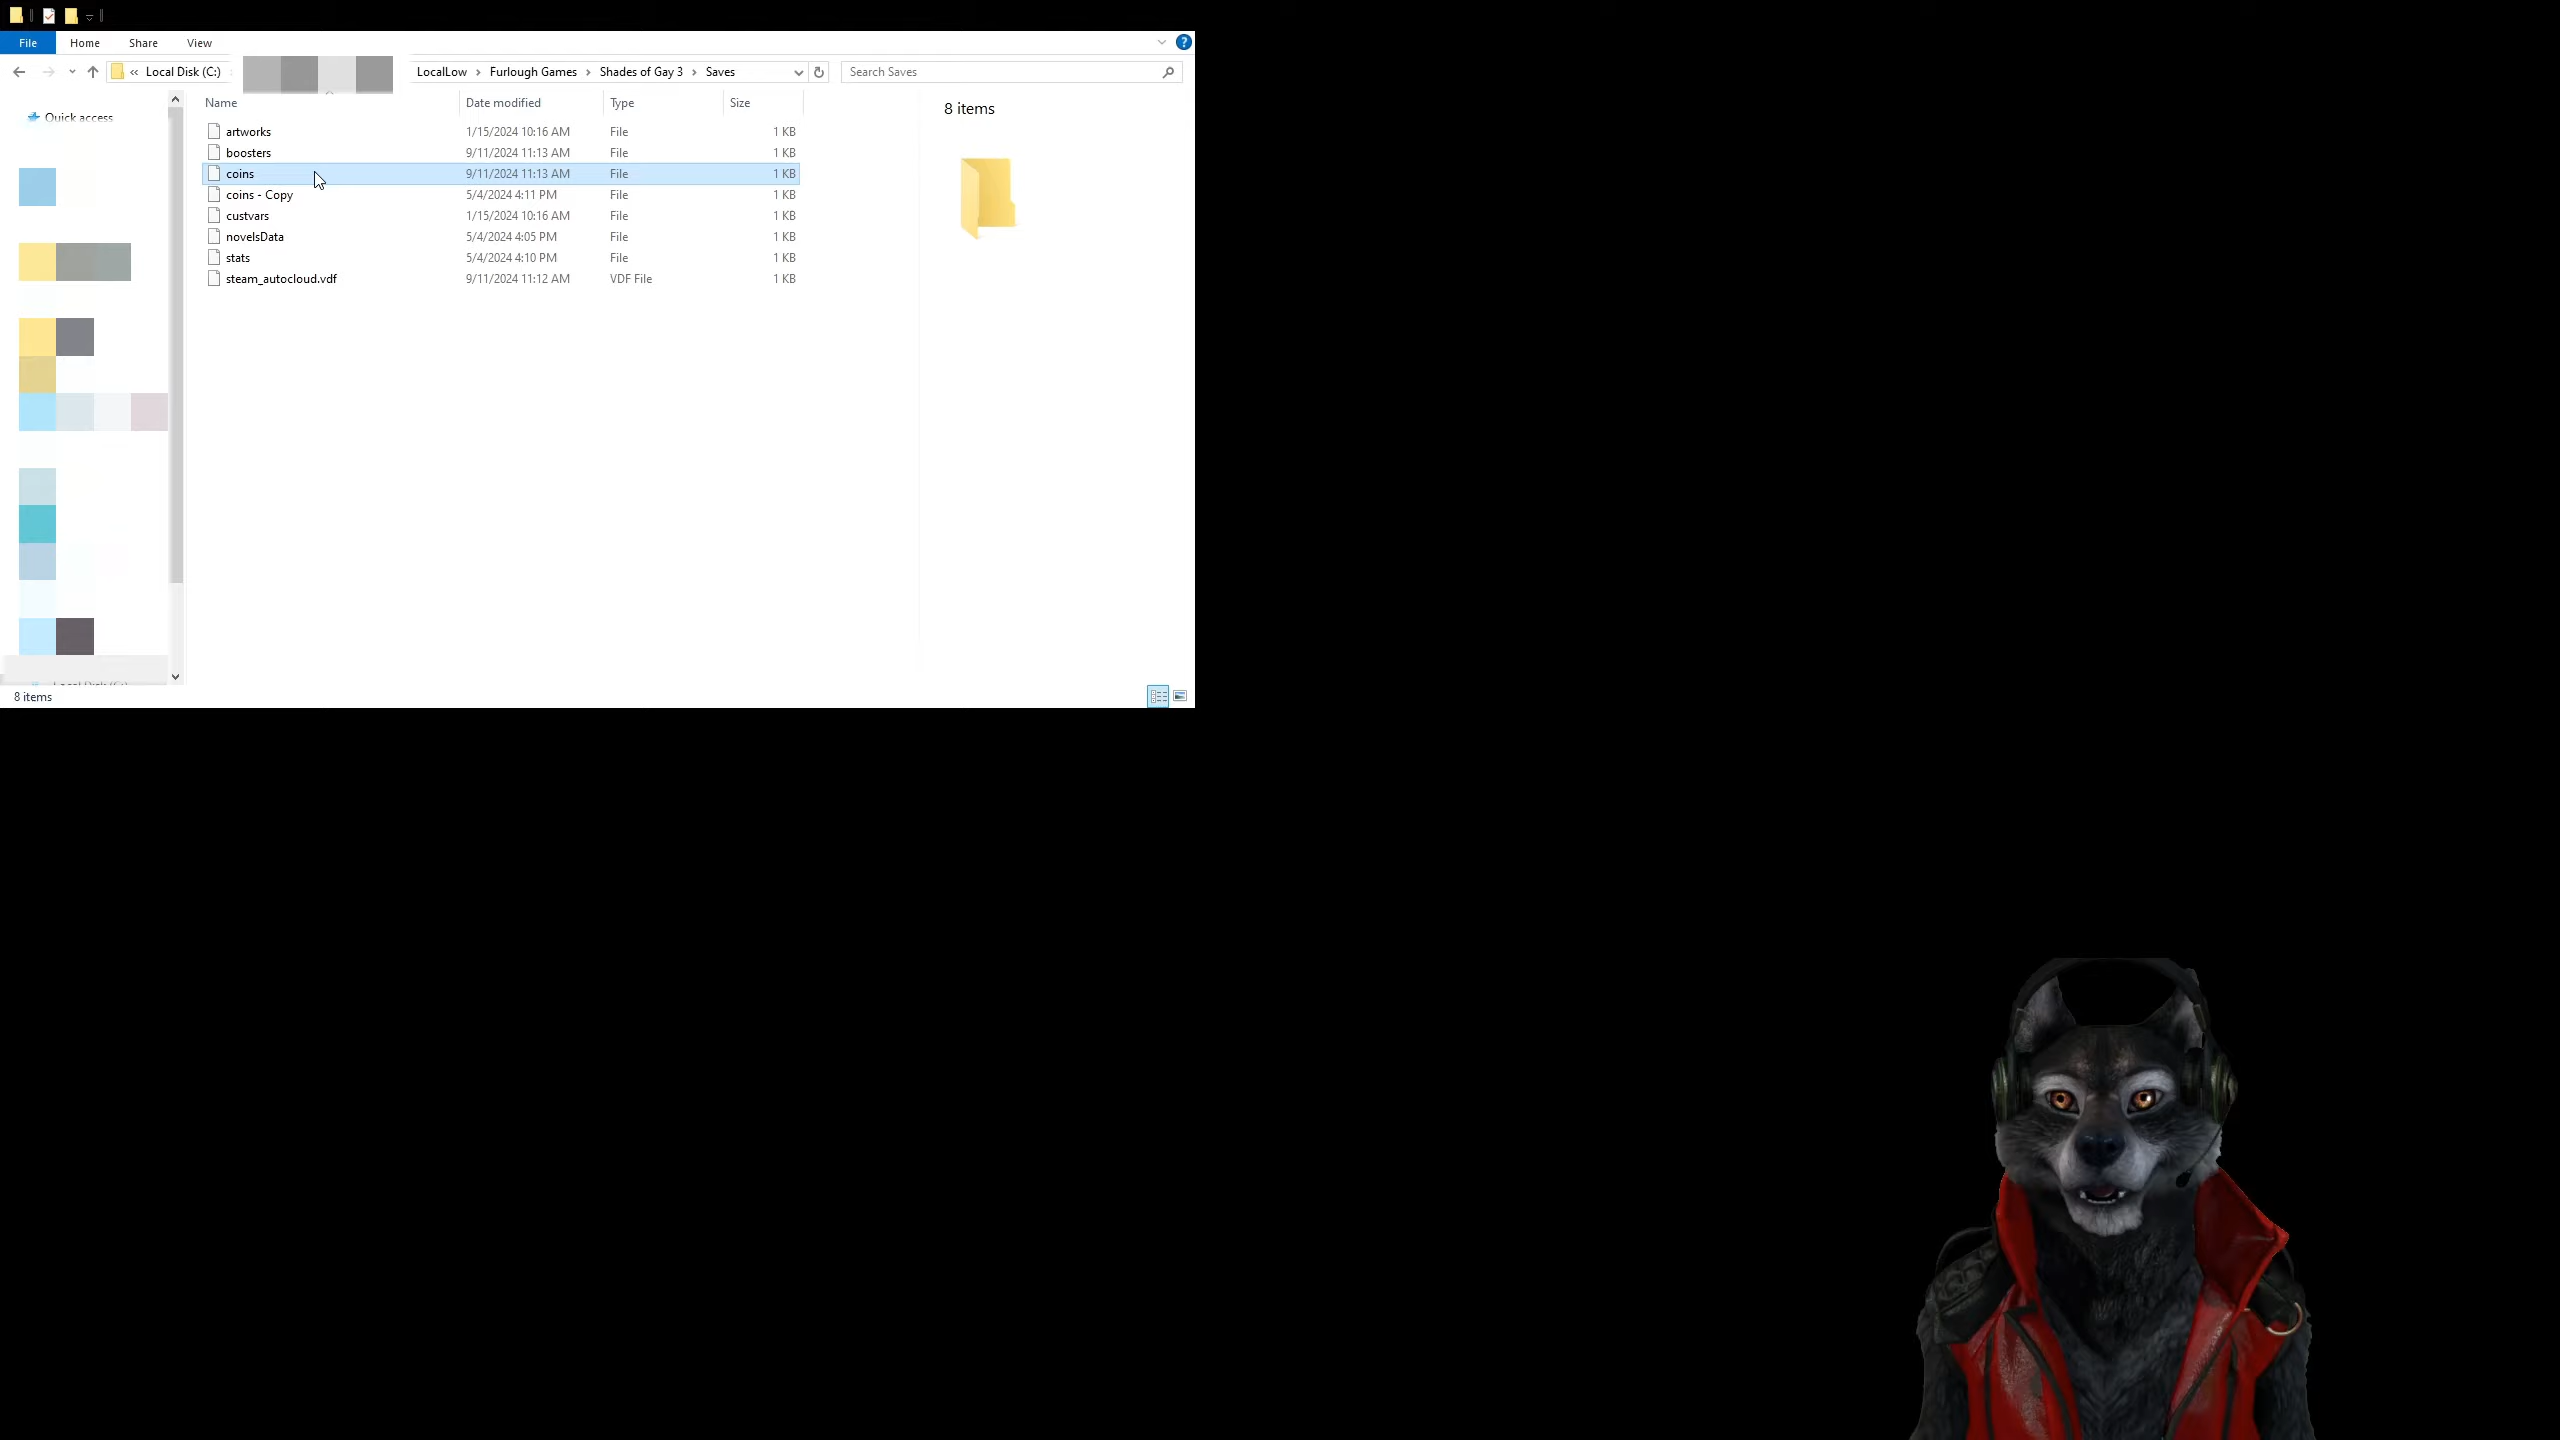 File Home Share View
« Local Disk (C:) LocalLow › Furlough Games › Shades of Gay 3 › Saves Search Saves
Quick access
Name Date modified Type Size
8 items
artworks 1/15/2024 10:16 AM File 1 KB
boosters 9/11/2024 11:13 AM File 1 KB
coins 9/11/2024 11:13 AM File 1 KB
coins - Copy 5/4/2024 4:11 PM File 1 KB
custvars 1/15/2024 10:16 AM File 1 KB
novelsData 5/4/2024 4:05 PM File 1 KB
stats 5/4/2024 4:10 PM File 1 KB
steam_autocloud.vdf 9/11/2024 11:12 AM VDF File 1 KB
8 items